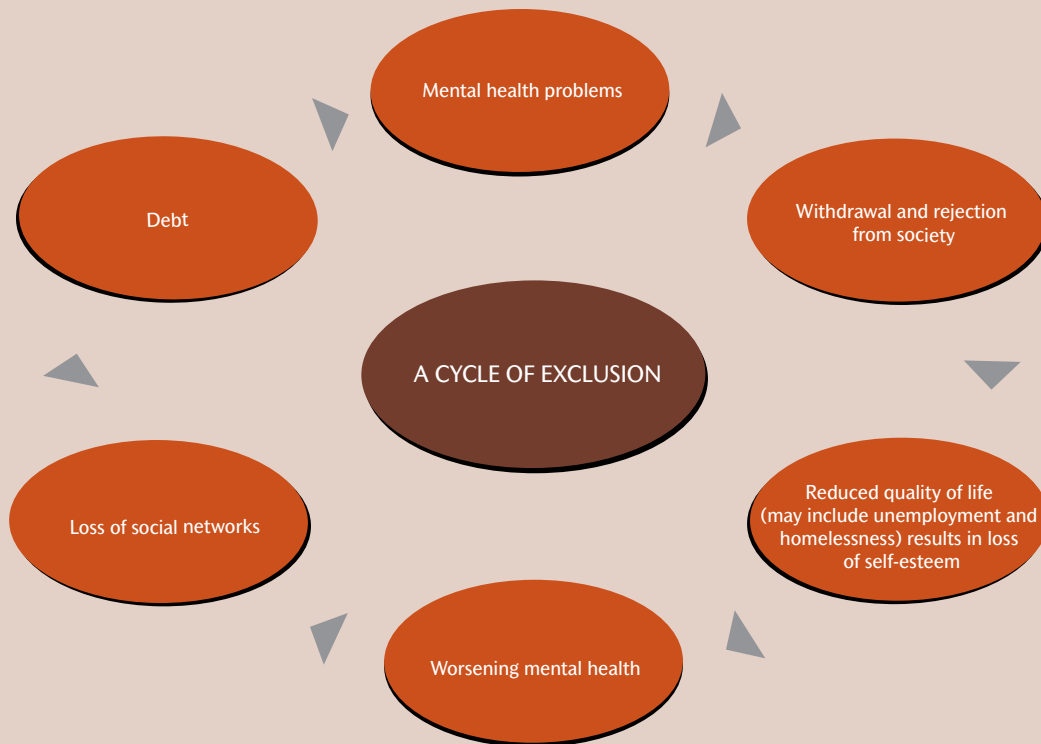 Mental health problems
Withdrawal and rejection
from society
Reduced quality of life
(may include unemployment and
homelessness) results in loss
of self-esteem
Worsening mental health
Loss of social networks
Debt
A CYCLE OF EXCLUSION